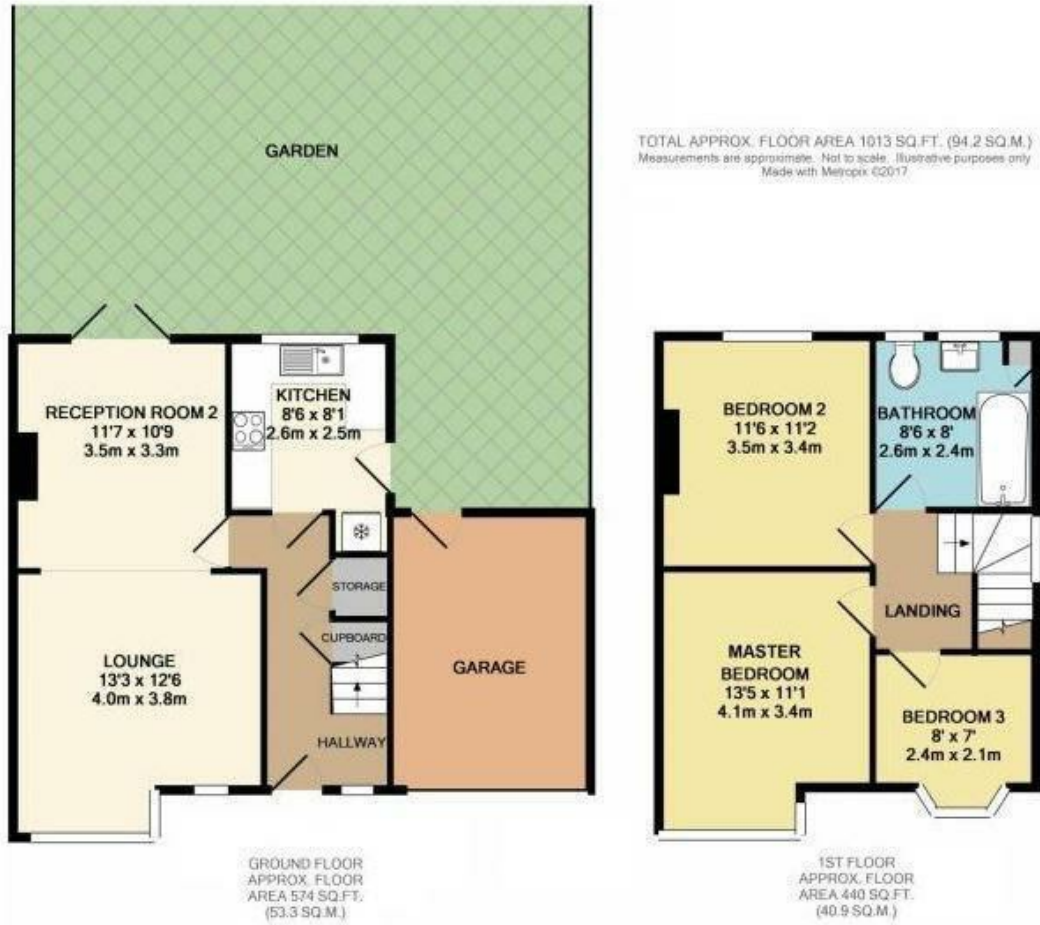 GARDEN
TOTAL APPROX. FLOOR AREA 1013 SQ.FT. (94.2 SQ.M.)
Measurements are approximate. Not to scale. Illustrative purposes only
Made with Metropix ©2017
RECEPTION ROOM 2
11'7 x 10'9
3.5m x 3.3m
KITCHEN
8'6 x 8'1
2.6m x 2.5m
STORAGE
CUPBOARD
LOUNGE
13'3 x 12'6
4.0m x 3.8m
HALLWAY
GARAGE
GROUND FLOOR
APPROX. FLOOR
AREA 574 SQ.FT.
(53.3 SQ.M.)
BEDROOM 2
11'6 x 11'2
3.5m x 3.4m
BATHROOM
8'6 x 8'
2.6m x 2.4m
LANDING
MASTER
BEDROOM
13'5 x 11'1
4.1m x 3.4m
BEDROOM 3
8' x 7'
2.4m x 2.1m
1ST FLOOR
APPROX. FLOOR
AREA 440 SQ.FT.
(40.9 SQ.M.)